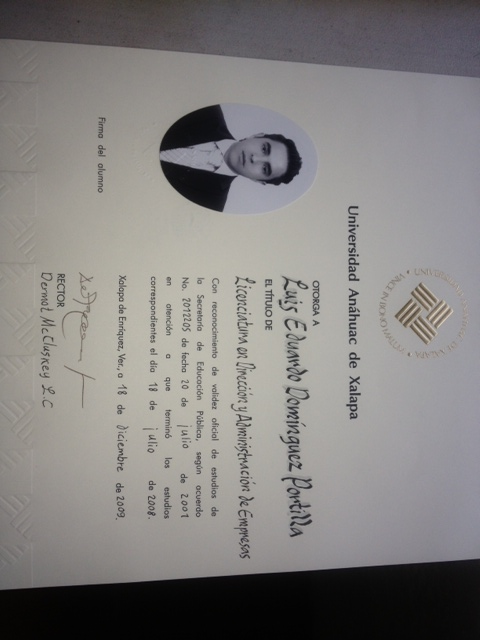 Universidad Anáhuac de Xalapa
OTORGA A
Luis Eduardo Domínguez Portilla
EL TÍTULO DE
Licenciatura en Dirección y Administración de Empresas
Con reconocimiento de validez oficial de estudios de
la Secretaría de Educación Pública, según acuerdo
No. 2012205 de fecha 20 de julio de 2001
en atención a que terminó los estudios
correspondientes el día 18 de julio de 2008.
Xalapa de Enríquez, Ver., a 18 de diciembre de 2009.
Firma del alumno
RECTOR
Dermot McCluskey L.C